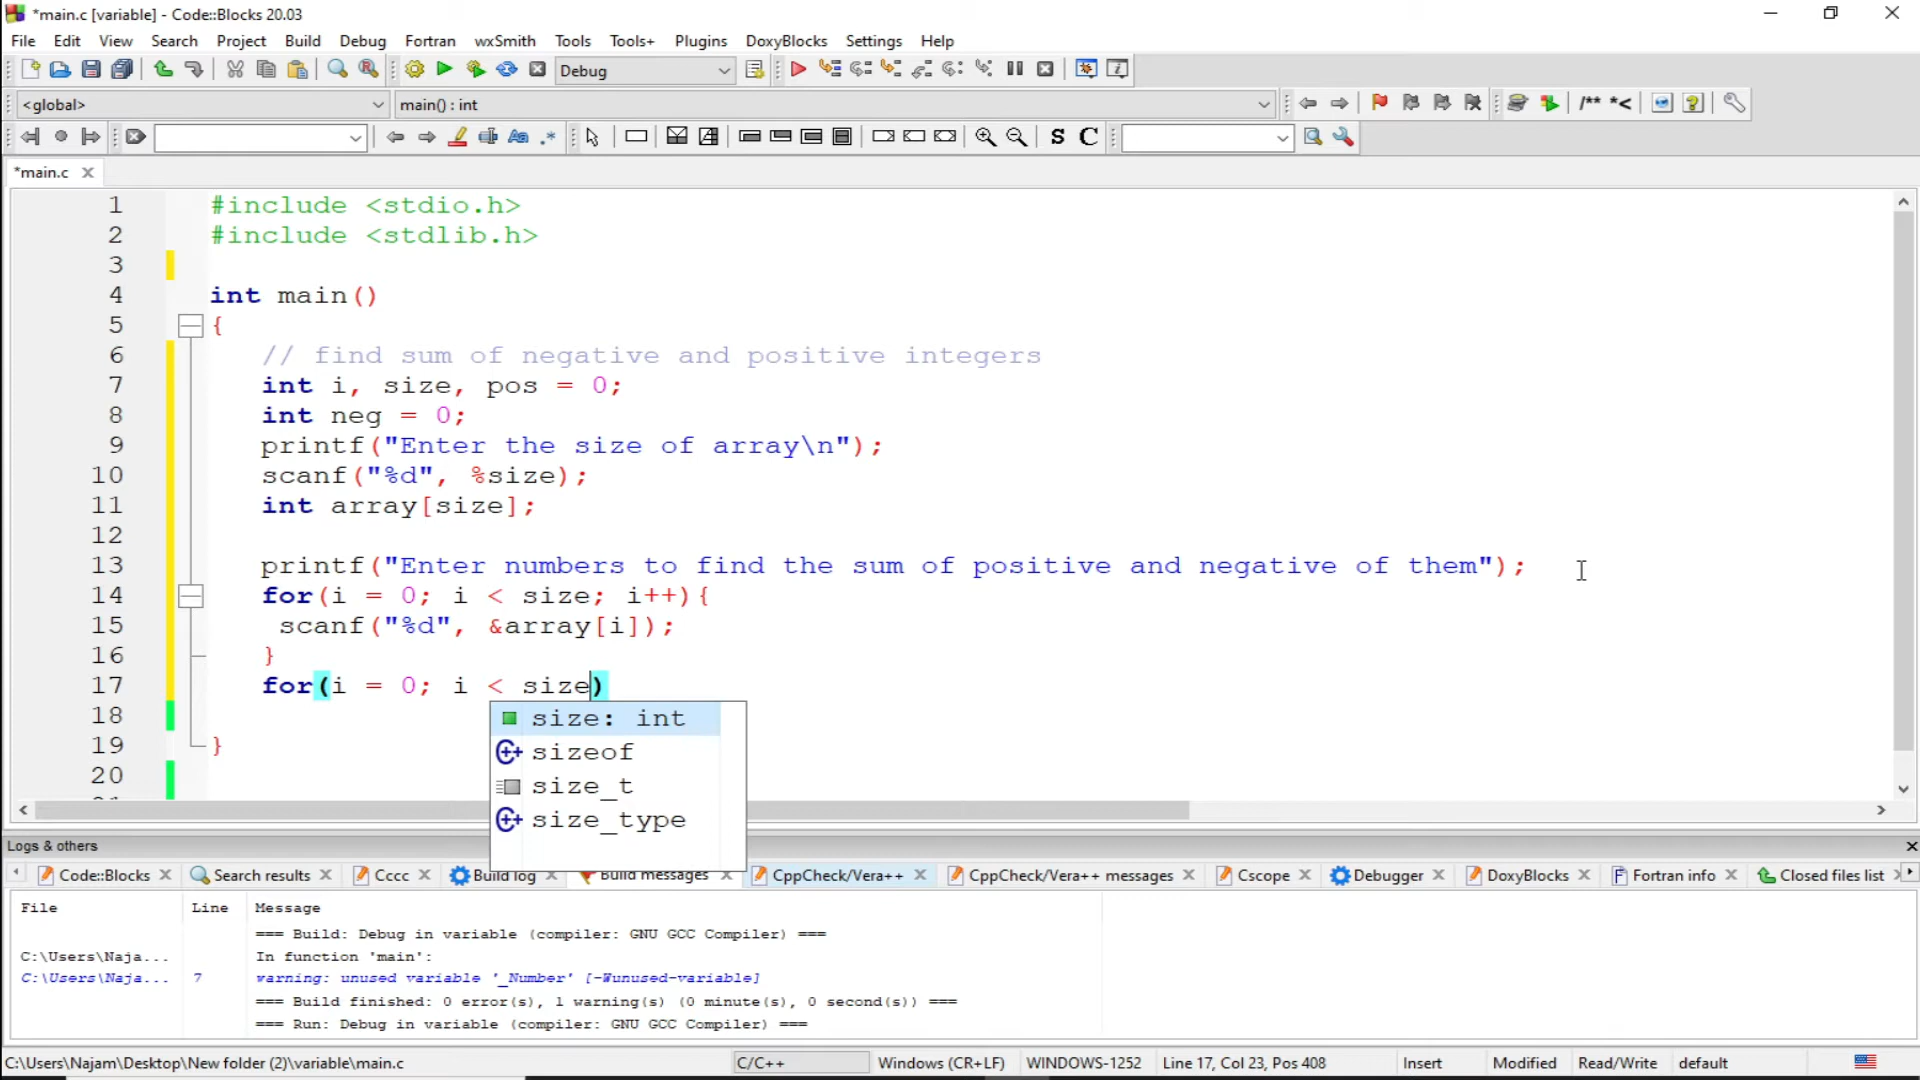 *main.c [variable] - Code::Blocks 20.03
File Edit View Search Project Build Debug Fortran wxSmith Tools Tools+ Plugins DoxyBlocks Settings Help
Debug
<global> main() : int /** *<
S C
*main.c
1 #include <stdio.h>
2 #include <stdlib.h>
3
4 int main()
5 {
6 // find sum of negative and positive integers
7 int i, size, pos = 0;
8 int neg = 0;
9 printf("Enter the size of array\n");
10 scanf("%d", %size);
11 int array[size];
12
13 printf("Enter numbers to find the sum of positive and negative of them");
14 for(i = 0; i < size; i++){
15 scanf("%d", &array[i]);
16 }
17 for(i = 0; i < size)
18 size: int
19 } sizeof
20 size_t
size_type
Logs & others
Code::Blocks Search results Cccc Build log Build messages CppCheck/Vera++ CppCheck/Vera++ messages Cscope Debugger DoxyBlocks Fortran info Closed files list
File Line Message
=== Build: Debug in variable (compiler: GNU GCC Compiler) ===
C:\Users\Naja... In function 'main':
C:\Users\Naja... 7 warning: unused variable '_Number' [-Wunused-variable]
=== Build finished: 0 error(s), 1 warning(s) (0 minute(s), 0 second(s)) ===
=== Run: Debug in variable (compiler: GNU GCC Compiler) ===
C:\Users\Najam\Desktop\New folder (2)\variable\main.c C/C++ Windows (CR+LF) WINDOWS-1252 Line 17, Col 23, Pos 408 Insert Modified Read/Write default